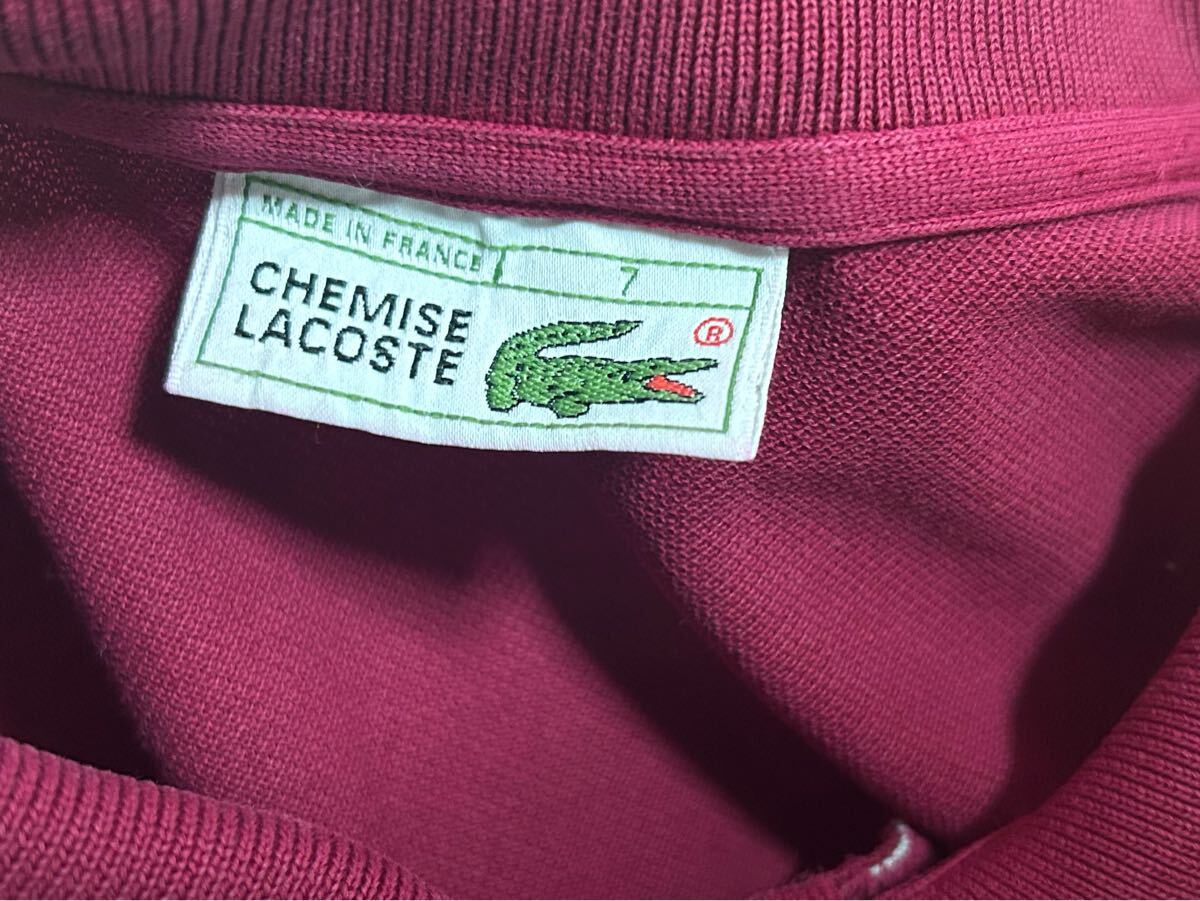 MADE IN FRANCE 7
CHEMISE
LACOSTE
®